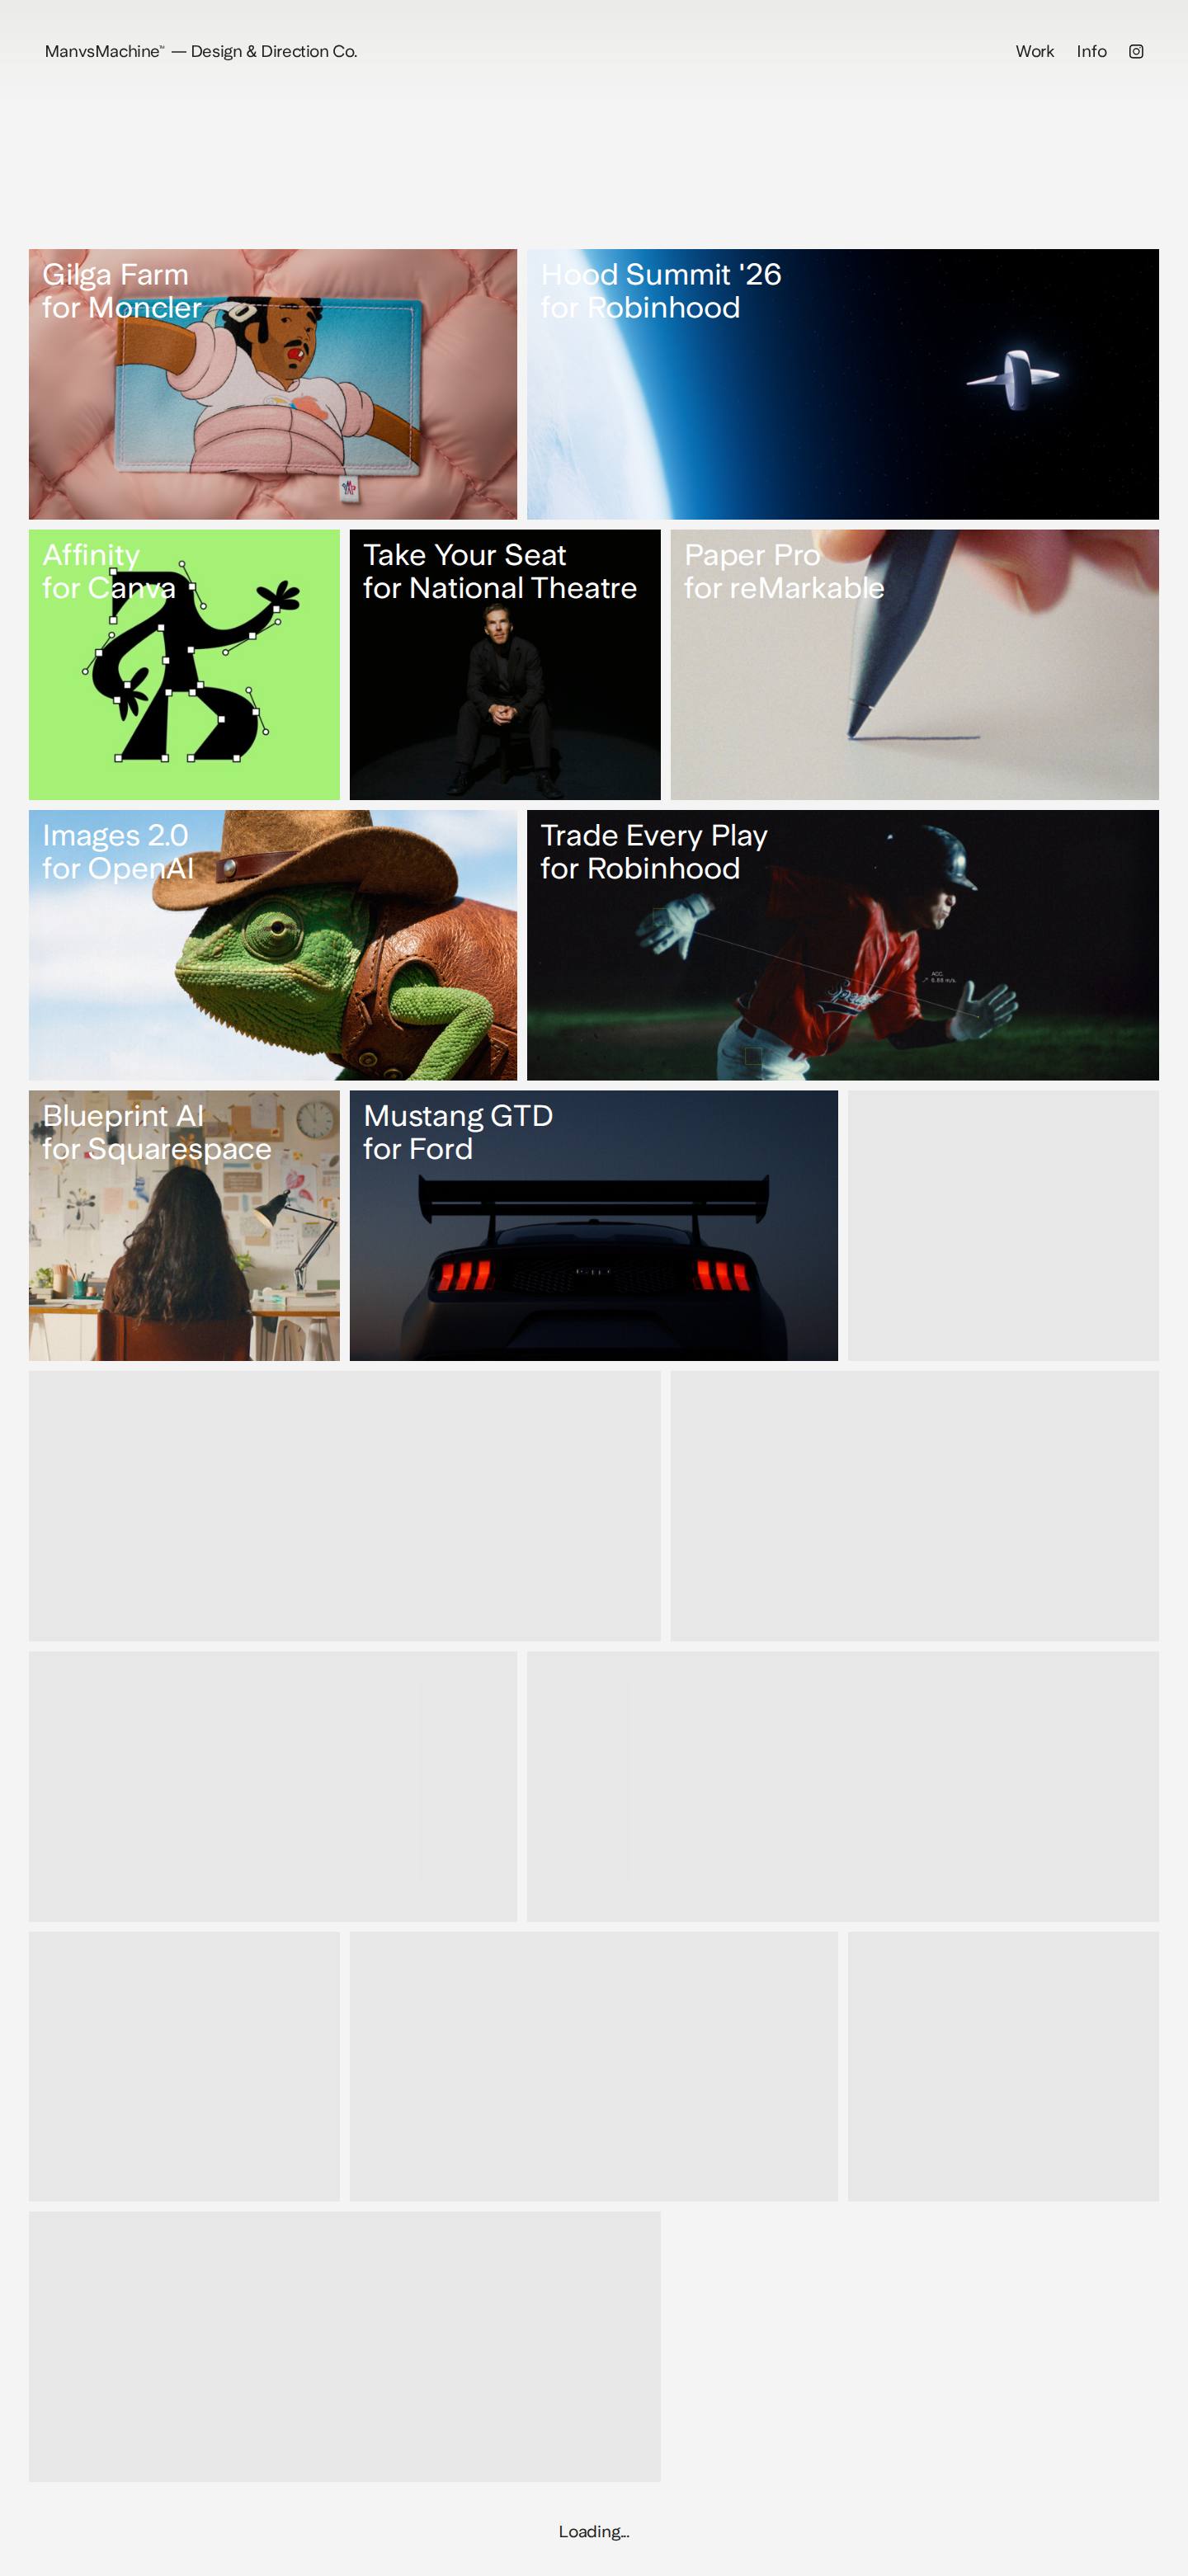 ManvsMachine™ — Design & Direction Co.
Work
Info
Gilga Farm
for Moncler
Hood Summit '26
for Robinhood
Affinity
for Canva
Take Your Seat
for National Theatre
Paper Pro
for reMarkable
Images 2.0
for OpenAI
Trade Every Play
for Robinhood
ACC.
Blueprint AI
for Squarespace
Mustang GTD
for Ford
Loading...